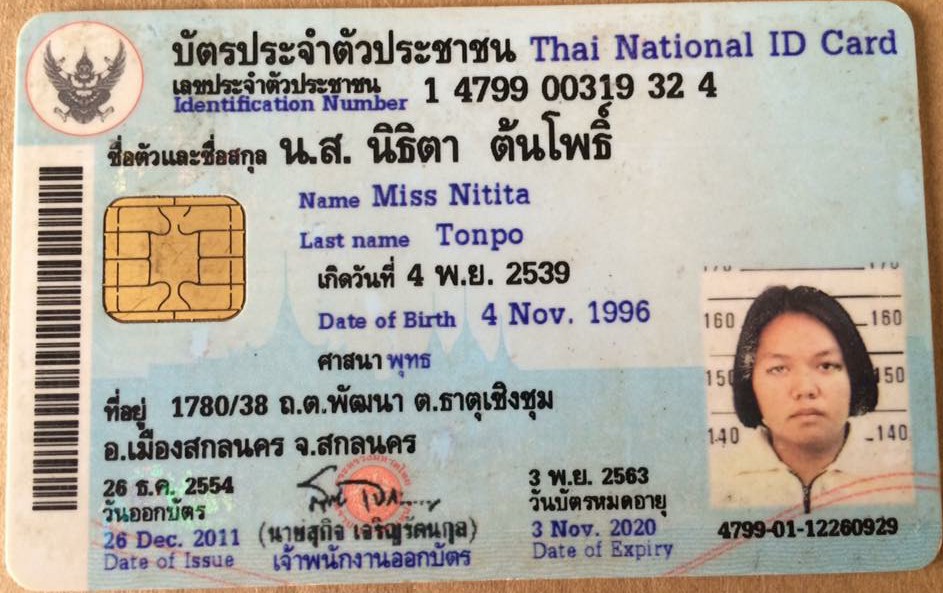 บัตรประจำตัวประชาชน Thai National ID Card
เลขประจำตัวประชาชน
Identification Number 1 4799 00319 32 4
ชื่อตัวและชื่อสกุล น.ส. นิธิตา ต้นโพธิ์
Name Miss Nitita
Last name Tonpo
เกิดวันที่ 4 พ.ย. 2539
Date of Birth 4 Nov. 1996
ศาสนา พุทธ
ที่อยู่ 1780/38 ถ.ต.พัฒนา ต.ธาตุเชิงชุม
อ.เมืองสกลนคร จ.สกลนคร
160 160
150 150
140 140
26 ธ.ค. 2554
วันออกบัตร
26 Dec. 2011
Date of Issue
(นายสุกิจ เจริญรัตนกุล)
เจ้าพนักงานออกบัตร
3 พ.ย. 2563
วันบัตรหมดอายุ
3 Nov. 2020
Date of Expiry
4799-01-12260929